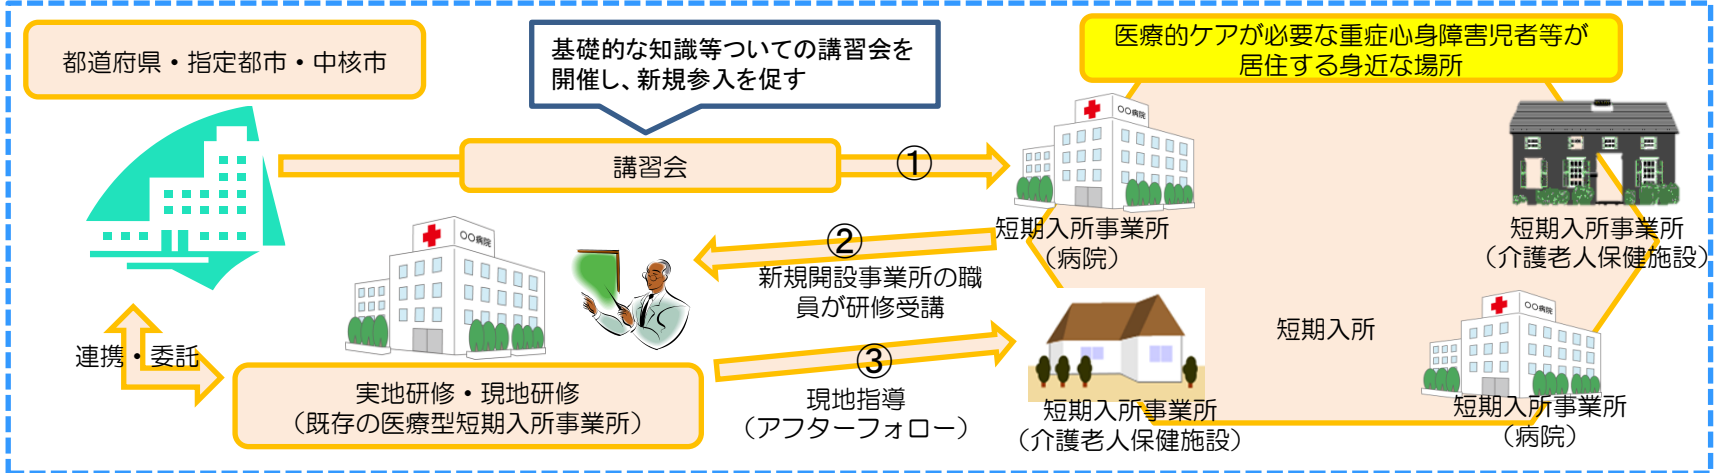 都道府県・指定都市・中核市
基礎的な知識等ついての講習会を
開催し、新規参入を促す
医療的ケアが必要な重症心身障害児者等が
居住する身近な場所
講習会
①
〇〇病院
短期入所事業所
（病院）
短期入所事業所
（介護老人保健施設）
〇〇病院
②
新規開設事業所の職
員が研修受講
連携・委託
③
現地指導
（アフターフォロー）
実地研修・現地研修
（既存の医療型短期入所事業所）
短期入所
短期入所事業所
（介護老人保健施設）
〇〇病院
短期入所事業所
（病院）